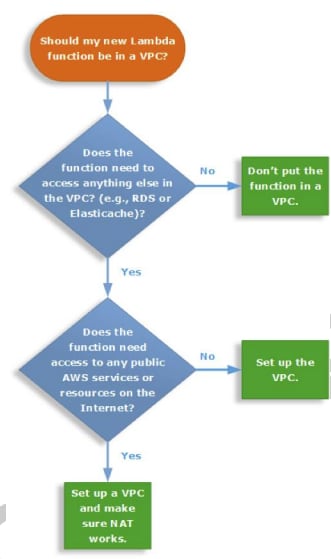 Should my new Lambda
function be in a VPC?
Does the
function need to
access anything else in
the VPC? (e.g., RDS or
Elasticache)?
No
Don't put the
function in a
VPC.
Yes
Does the
function need
access to any public
AWS services or
resources on the
Internet?
No
Set up the
VPC.
Yes
Set up a VPC
and make
sure NAT
works.